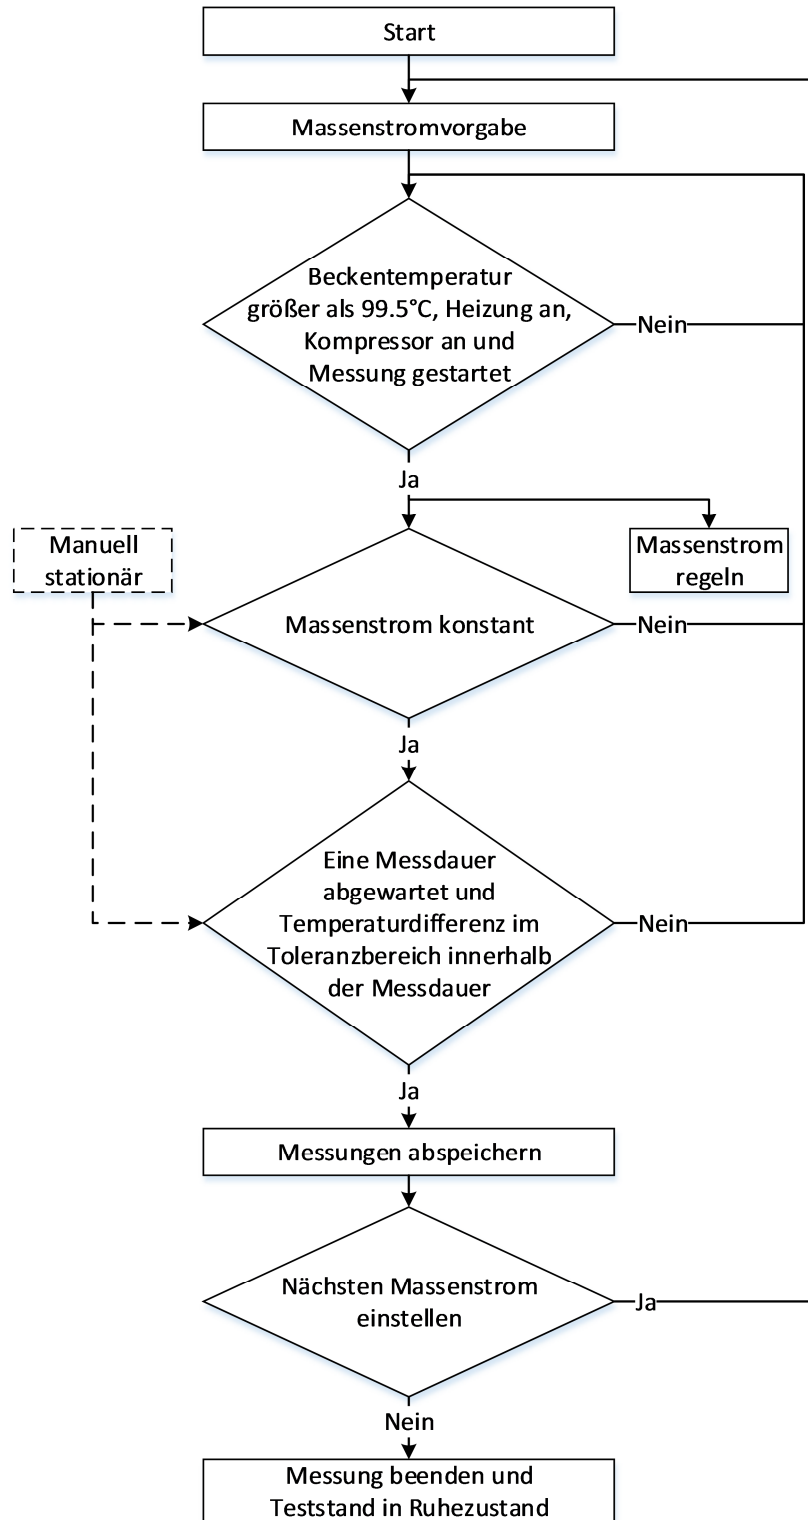 Start
Massenstromvorgabe
Beckentemperatur
größer als 99.5°C, Heizung an,
Kompressor an und
Messung gestartet
Nein
Ja
Manuell
stationär
Massenstrom
regeln
Massenstrom konstant
Nein
Ja
Eine Messdauer
abgewartet und
Temperaturdifferenz im
Toleranzbereich innerhalb
der Messdauer
Nein
Ja
Messungen abspeichern
Nächsten Massenstrom
einstellen
Ja
Nein
Messung beenden und
Teststand in Ruhezustand